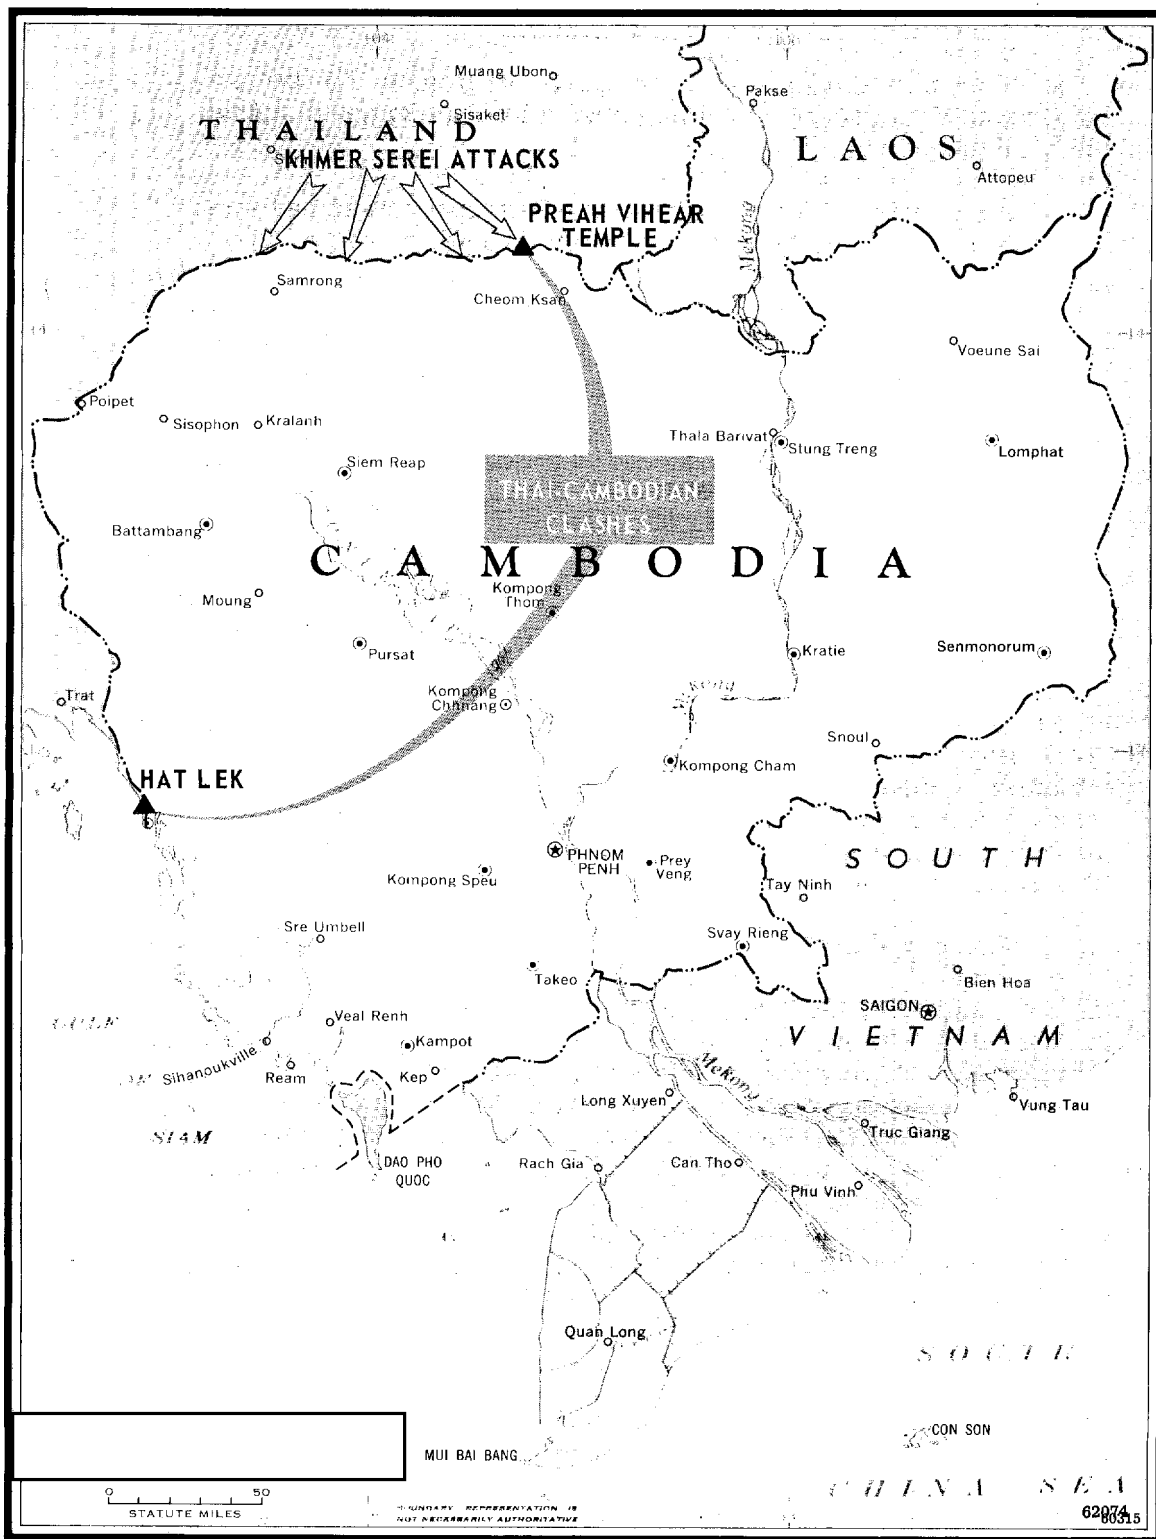 Muang Ubon
Sisaket
Pakse
THAILAND
LAOS
KHMER SEREI ATTACKS
Attopeu
PREAH VIHEAR
TEMPLE
Mekong
Samrong
Cheom Ksan
Voeune Sai
Poipet
Sisophon
Kralanh
Thala Barivat
Stung Treng
Lomphat
Siem Reap
THAI-CAMBODIAN
CLASHES
Battambang
CAMBODIA
Kompong
Thom
Moung
Pursat
Kratie
Senmonorum
Trat
Kompong
Chhnang
Snoul
Kompong Cham
HAT LEK
PHNOM
PENH
Prey
Veng
SOUTH
Kompong Speu
Tay Ninh
Sre Umbell
Svay Rieng
Takeo
Bien Hoa
SAIGON
GULF
Veal Renh
VIETNAM
Kampot
Sihanoukville
Ream
Kep
Mekong
Long Xuyen
Vung Tau
SIAM
Truc Giang
DAO PHO
QUOC
Rach Gia
Can Tho
Phu Vinh
Quan Long
SOUTH
CON SON
MUI BAI BANG
CHINA SEA
0 50
STATUTE MILES
BOUNDARY REPRESENTATION IS
NOT NECESSARILY AUTHORITATIVE